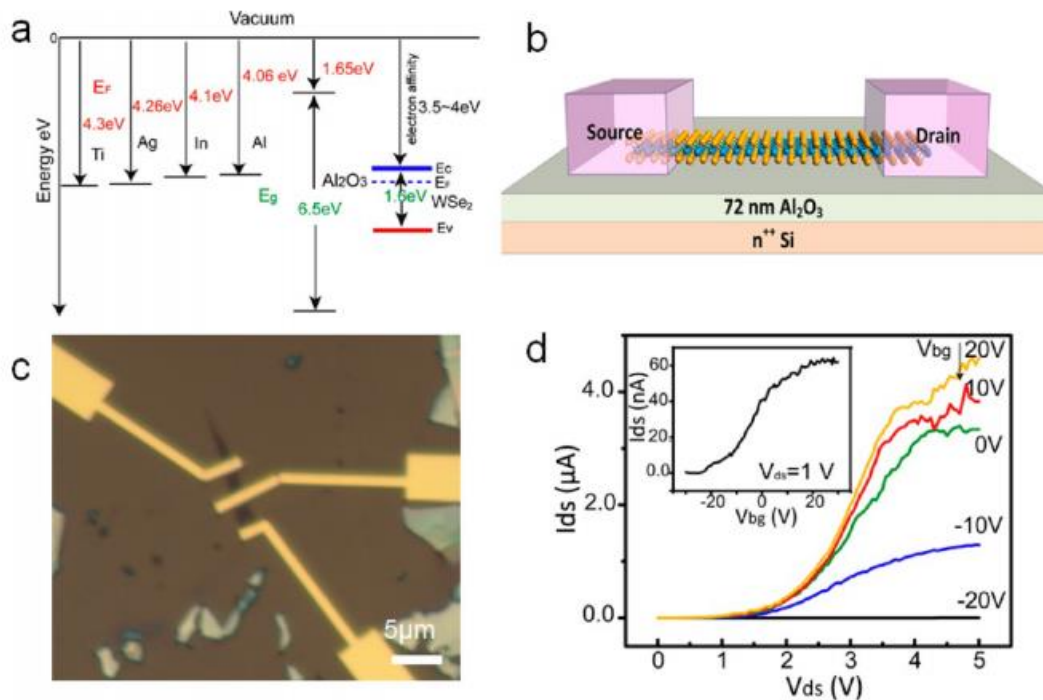 a
Vacuum
0
Energy eV
E_F
4.3eV
Ti
4.26eV
Ag
4.1eV
In
4.06 eV
Al
1.65eV
E_g
6.5eV
Al₂O₃
electron affinity
3.5~4eV
Ec
E_F
1.6eV
WSe₂
Ev
b
Source
Drain
72 nm Al₂O₃
n⁺⁺ Si
c
5μm
d
Ids (μA)
4.0
2.0
0.0
0 1 2 3 4 5
Vds (V)
Vbg
20V
10V
0V
-10V
-20V
Ids (nA)
60
40
20
0.0
-20 0 20
Vbg (V)
Vds=1 V